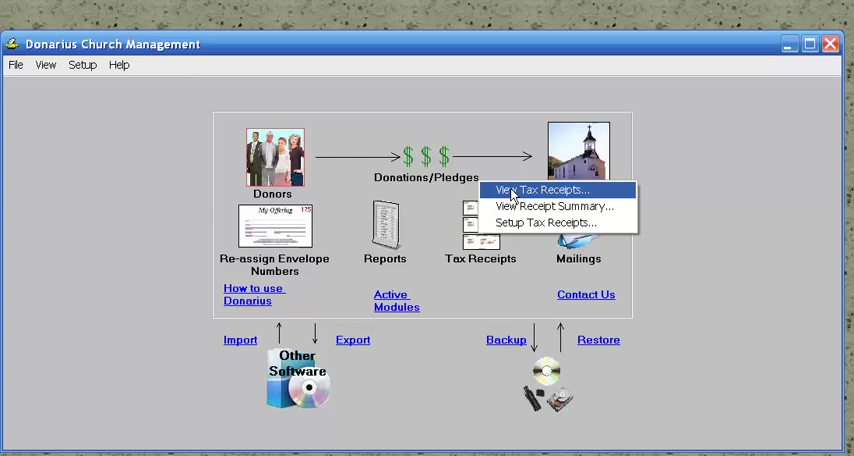 Donarius Church Management
File View Setup Help
$ $ $
Donations/Pledges
Donors
View Tax Receipts...
View Receipt Summary...
Setup Tax Receipts...
My Offering 175
Re-assign Envelope
Numbers
Reports
Tax Receipts
Mailings
How to use
Donarius
Active
Modules
Contact Us
Import
Export
Backup
Restore
Other
Software